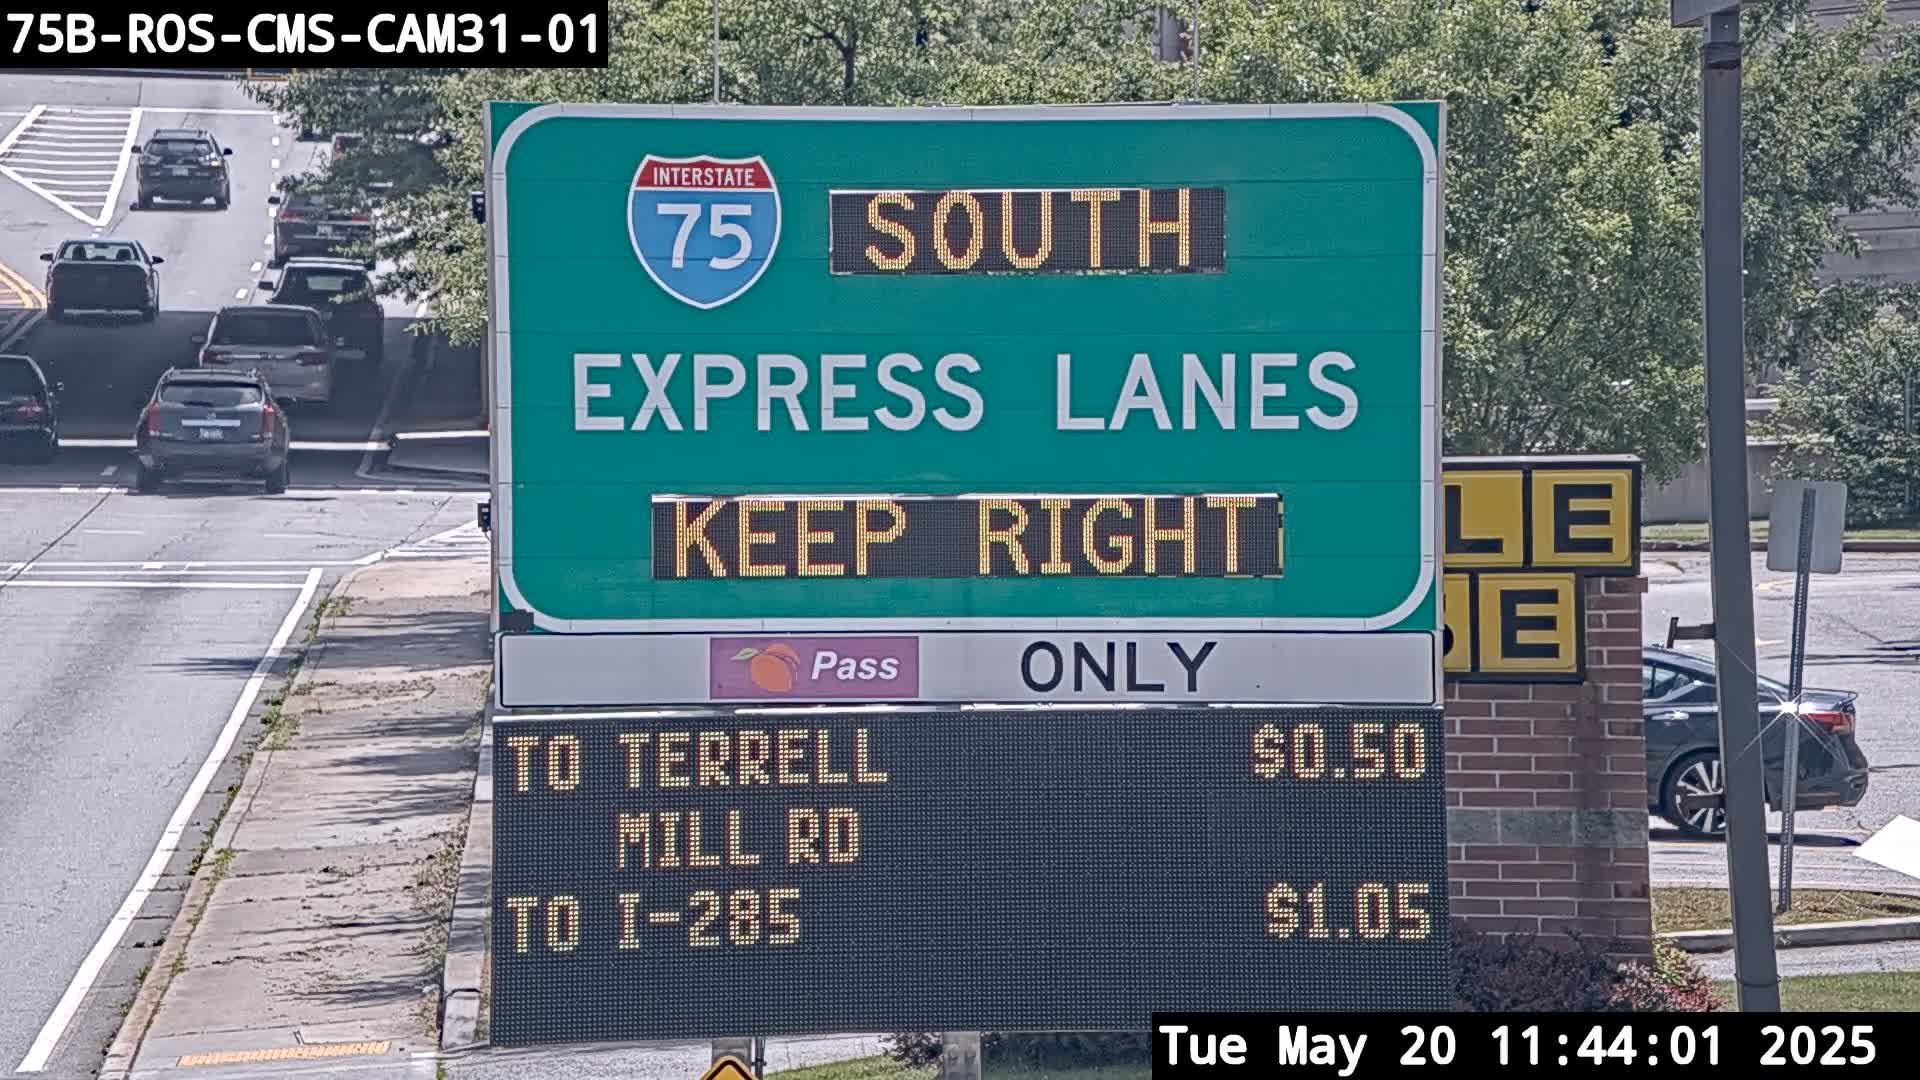 75B-ROS-CMS-CAM31-01
INTERSTATE
75
SOUTH
EXPRESS LANES
KEEP RIGHT
Pass ONLY
TO TERRELL $0.50
MILL RD
TO I-285 $1.05
LE
E
Tue May 20 11:44:01 2025